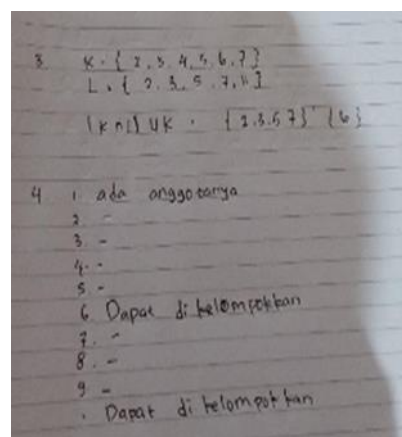 3 K = { 2, 3, 4, 5, 6, 7 }
L = { 2, 3, 5, 7, 11 }
(K ∩ L) U K = { 2, 3, 5, 7 } { 6 }
4 1. ada anggotanya
2. -
3. -
4. -
5. -
6. Dapat di kelompokkan
7. -
8. -
9. -
. Dapat di kelompokkan